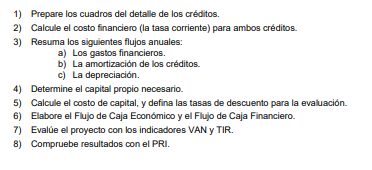 1) Prepare los cuadros del detalle de los créditos.
2) Calcule el costo financiero (la tasa corriente) para ambos créditos.
3) Resuma los siguientes flujos anuales:
a) Los gastos financieros.
b) La amortización de los créditos.
c) La depreciación.
4) Determine el capital propio necesario.
5) Calcule el costo de capital, y defina las tasas de descuento para la evaluación.
6) Elabore el Flujo de Caja Económico y el Flujo de Caja Financiero.
7) Evalúe el proyecto con los indicadores VAN y TIR.
8) Compruebe resultados con el PRI.